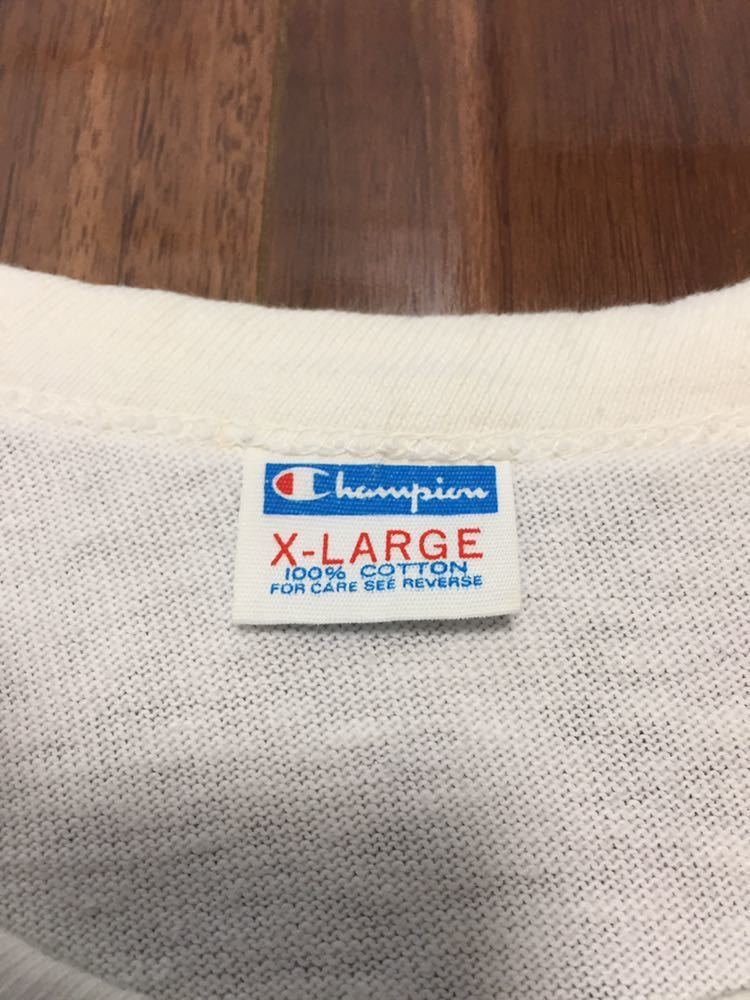 Champion
X-LARGE
100% COTTON
FOR CARE SEE REVERSE